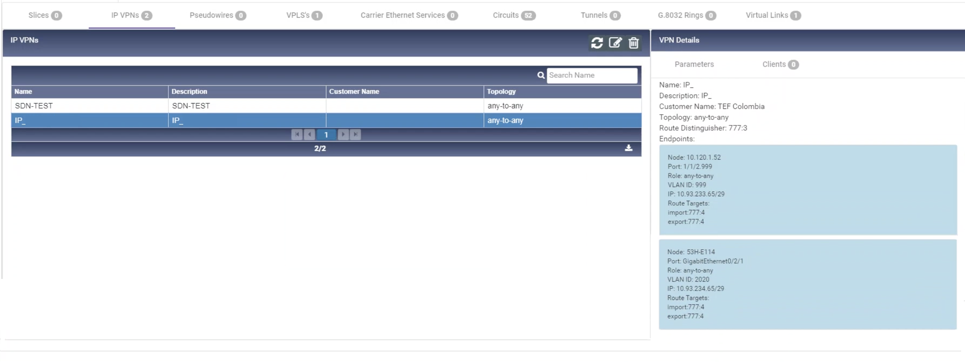 Slices 0 IP VPNs 2 Pseudowires 0 VPLS's 1 Carrier Ethernet Services 0 Circuits 52 Tunnels 0 G.8032 Rings 0 Virtual Links 1
IP VPNs
Search Name
Name Description Customer Name Topology
SDN-TEST SDN-TEST any-to-any
IP_ IP_ any-to-any
1
2/2
VPN Details
Parameters Clients 0
Name: IP_
Description: IP_
Customer Name: TEF Colombia
Topology: any-to-any
Route Distinguisher: 777:3
Endpoints:
Node: 10.120.1.52
Port: 1/1/2.999
Role: any-to-any
VLAN ID: 999
IP: 10.93.233.65/29
Route Targets:
import:777:4
export:777:4
Node: 53H-E114
Port: GigabitEthernet0/2/1
Role: any-to-any
VLAN ID: 2020
IP: 10.93.234.65/29
Route Targets:
import:777:4
export:777:4